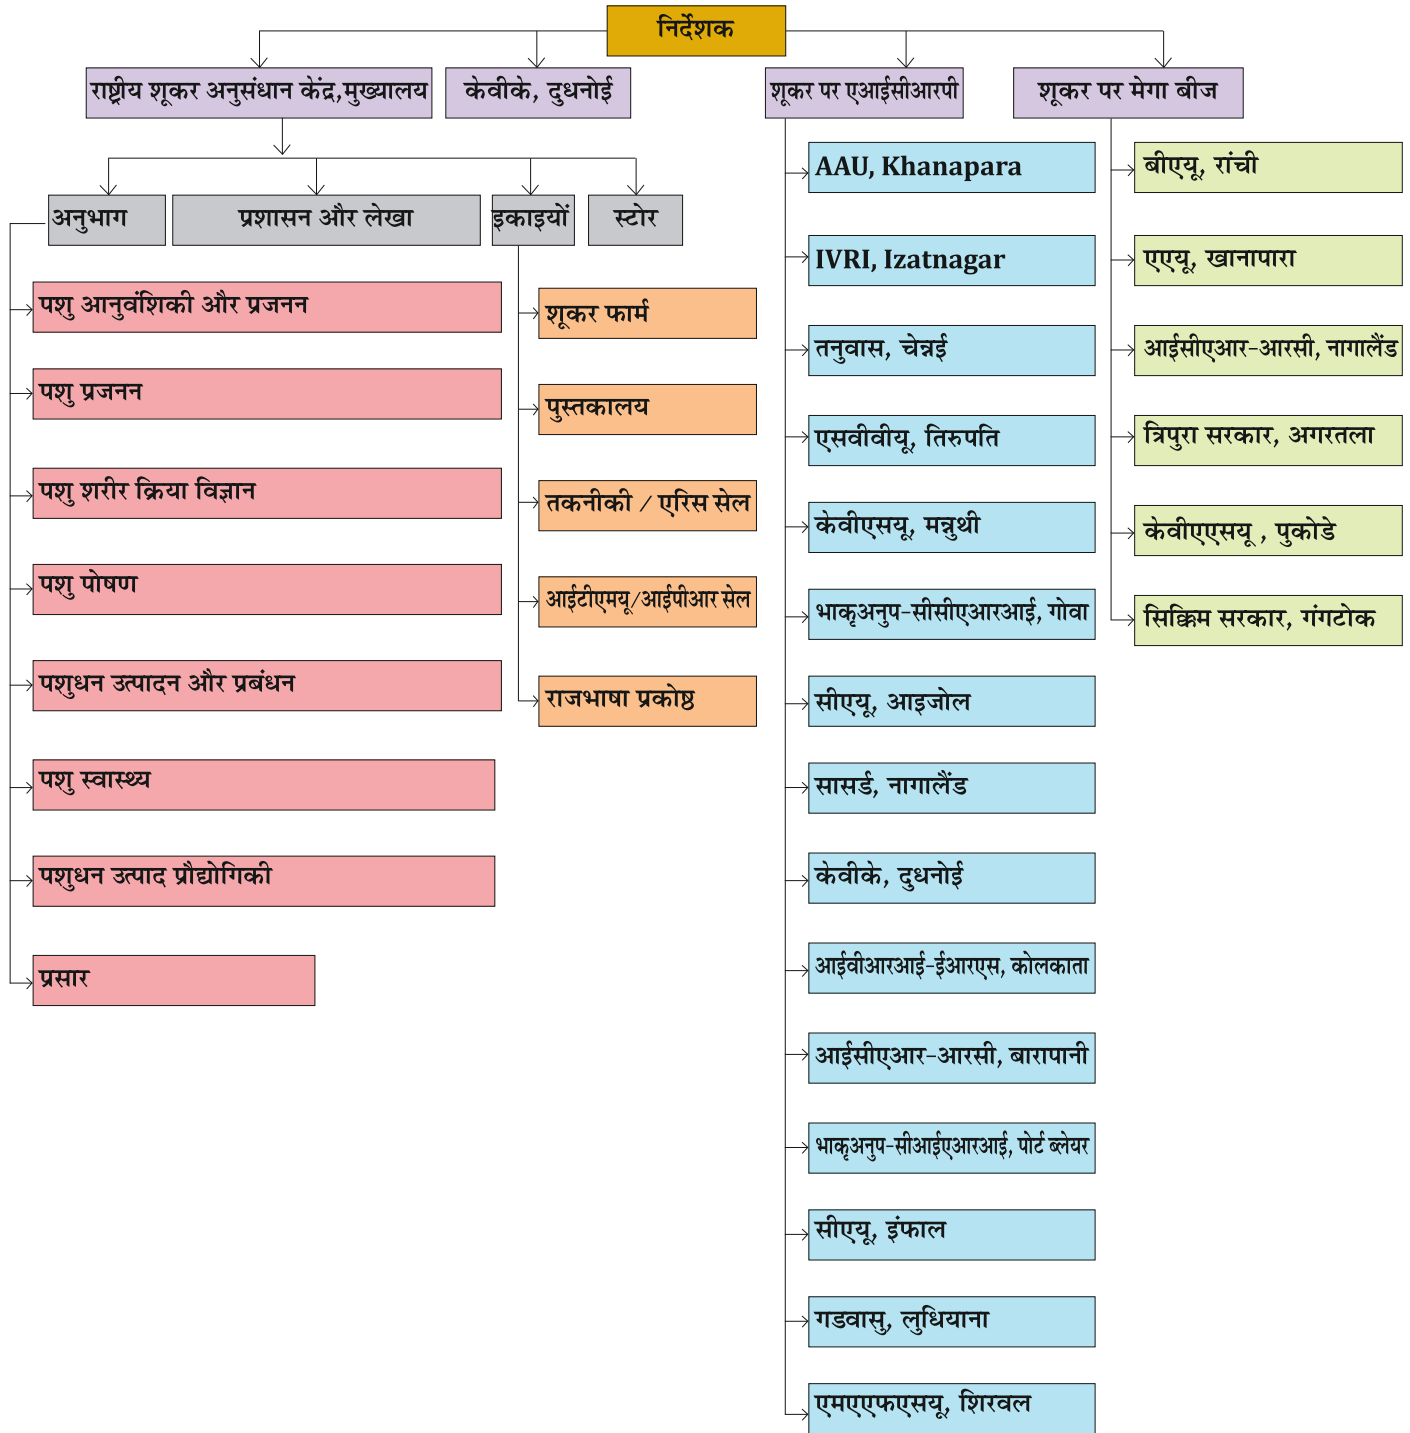 निर्देशक
राष्ट्रीय शूकर अनुसंधान केंद्र,मुख्यालय
केवीके, दुधनोई
शूकर पर एआईसीआरपी
शूकर पर मेगा बीज
अनुभाग
प्रशासन और लेखा
इकाइयों
स्टोर
पशु आनुवंशिकी और प्रजनन
पशु प्रजनन
पशु शरीर क्रिया विज्ञान
पशु पोषण
पशुधन उत्पादन और प्रबंधन
पशु स्वास्थ्य
पशुधन उत्पाद प्रौद्योगिकी
प्रसार
शूकर फार्म
पुस्तकालय
तकनीकी / एरिस सेल
आईटीएमयू/आईपीआर सेल
राजभाषा प्रकोष्ठ
AAU, Khanapara
IVRI, Izatnagar
तनुवास, चेन्नई
एसवीवीयू, तिरुपति
केवीएसयू, मन्नुथी
भाकृअनुप-सीसीएआरआई, गोवा
सीएयू, आइजोल
सासर्ड, नागालैंड
केवीके, दुधनोई
आईवीआरआई-ईआरएस, कोलकाता
आईसीएआर-आरसी, बारापानी
भाकृअनुप-सीआईएआरआई, पोर्ट ब्लेयर
सीएयू, इंफाल
गडवासु, लुधियाना
एमएएफएसयू, शिरवल
बीएयू, रांची
एएयू, खानापारा
आईसीएआर-आरसी, नागालैंड
त्रिपुरा सरकार, अगरतला
केवीएएसयू , पुकोडे
सिक्किम सरकार, गंगटोक